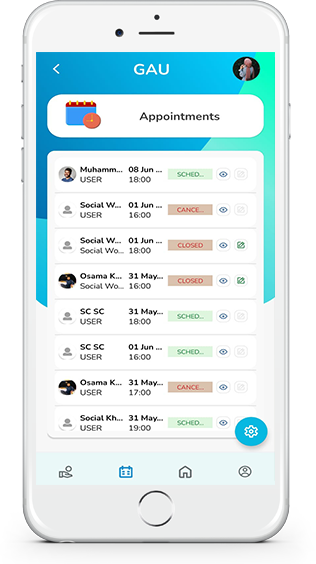 GAU
Appointments
Muhamm... 08 Jun ...
USER 18:00 SCHED...
Social W... 01 Jun ...
USER 16:00 CANCE...
Social W... 01 Jun ...
Social Wo... 18:00 CLOSED
Osama K... 31 May...
Social Wo... 16:00 CLOSED
SC SC 31 May...
USER 18:00 SCHED...
SC SC 01 Jun ...
USER 16:00 SCHED...
Osama K... 31 May...
USER 17:00 CANCE...
Social Kh... 31 May...
USER 19:00 SCHED...